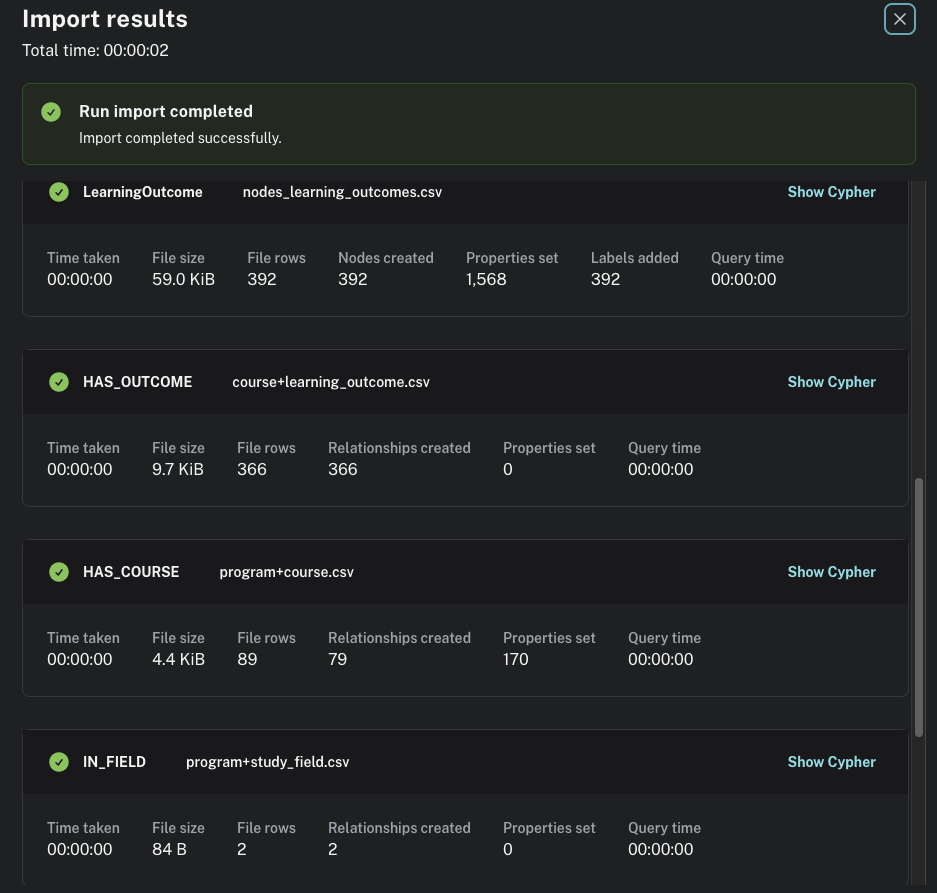 Import results
Total time: 00:00:02
Run import completed
Import completed successfully.
LearningOutcome nodes_learning_outcomes.csv Show Cypher
Time taken File size File rows Nodes created Properties set Labels added Query time
00:00:00 59.0 KiB 392 392 1,568 392 00:00:00
HAS_OUTCOME course+learning_outcome.csv Show Cypher
Time taken File size File rows Relationships created Properties set Query time
00:00:00 9.7 KiB 366 366 0 00:00:00
HAS_COURSE program+course.csv Show Cypher
Time taken File size File rows Relationships created Properties set Query time
00:00:00 4.4 KiB 89 79 170 00:00:00
IN_FIELD program+study_field.csv Show Cypher
Time taken File size File rows Relationships created Properties set Query time
00:00:00 84 B 2 2 0 00:00:00